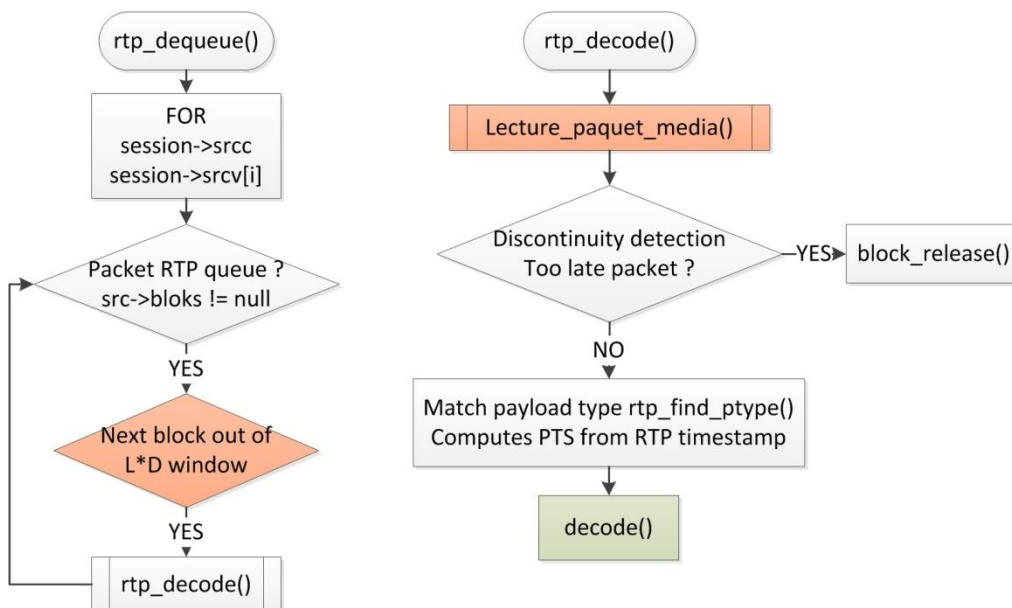 rtp_dequeue()
FOR
session->srcc
session->srcv[i]
Packet RTP queue ?
src->bloks != null
YES
Next block out of
L*D window
YES
rtp_decode()
rtp_decode()
Lecture_paquet_media()
Discontinuity detection
Too late packet ?
YES
block_release()
NO
Match payload type rtp_find_ptype()
Computes PTS from RTP timestamp
decode()